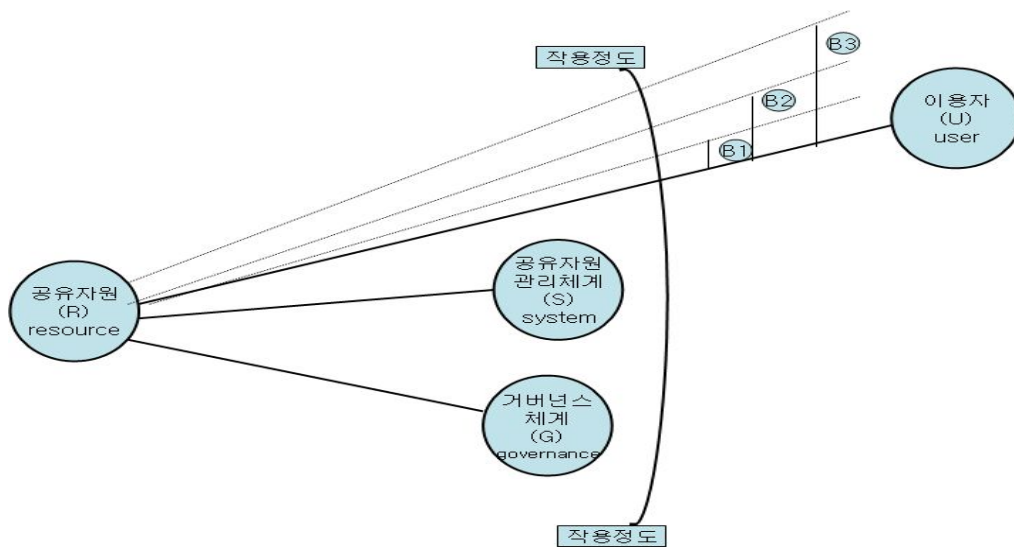 작용정도
B3
B2
B1
이용자
(U)
user
공유자원
(R)
resource
공유자원
관리체계
(S)
system
거버넌스
체계
(G)
governance
작용정도